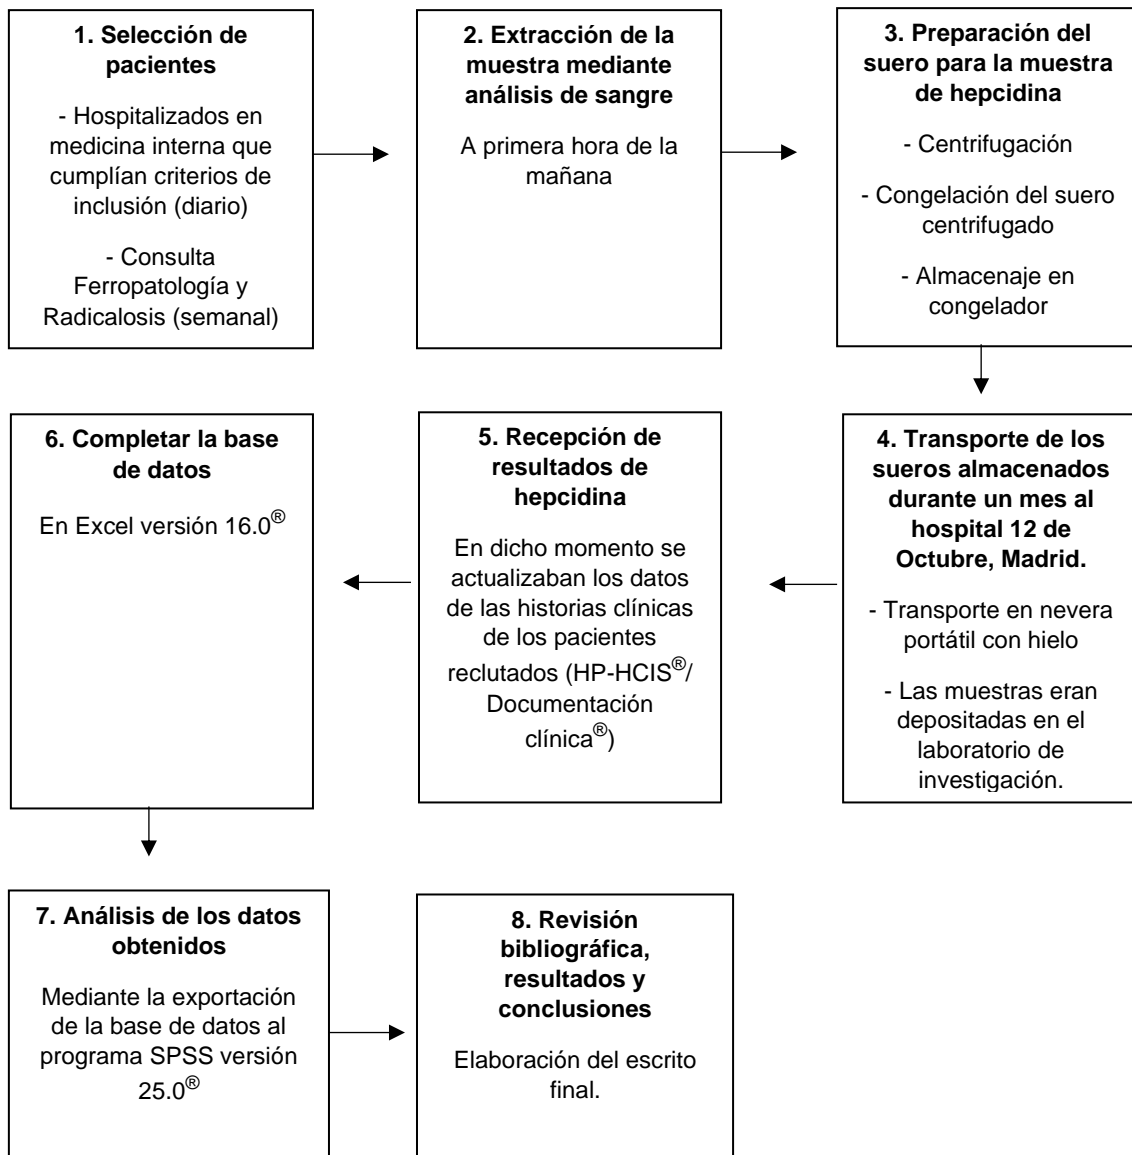 1. Selección de
pacientes
- Hospitalizados en
medicina interna que
cumplían criterios de
inclusión (diario)
- Consulta
Ferropatología y
Radicalosis (semanal)
2. Extracción de la
muestra mediante
análisis de sangre
A primera hora de la
mañana
3. Preparación del
suero para la muestra
de hepcidina
- Centrifugación
- Congelación del suero
centrifugado
- Almacenaje en
congelador
4. Transporte de los
sueros almacenados
durante un mes al
hospital 12 de
Octubre, Madrid.
- Transporte en nevera
portátil con hielo
- Las muestras eran
depositadas en el
laboratorio de
investigación.
5. Recepción de
resultados de
hepcidina
En dicho momento se
actualizaban los datos
de las historias clínicas
de los pacientes
reclutados (HP-HCIS®/
Documentación
clínica®)
6. Completar la base
de datos
En Excel versión 16.0®
7. Análisis de los datos
obtenidos
Mediante la exportación
de la base de datos al
programa SPSS versión
25.0®
8. Revisión
bibliográfica,
resultados y
conclusiones
Elaboración del escrito
final.